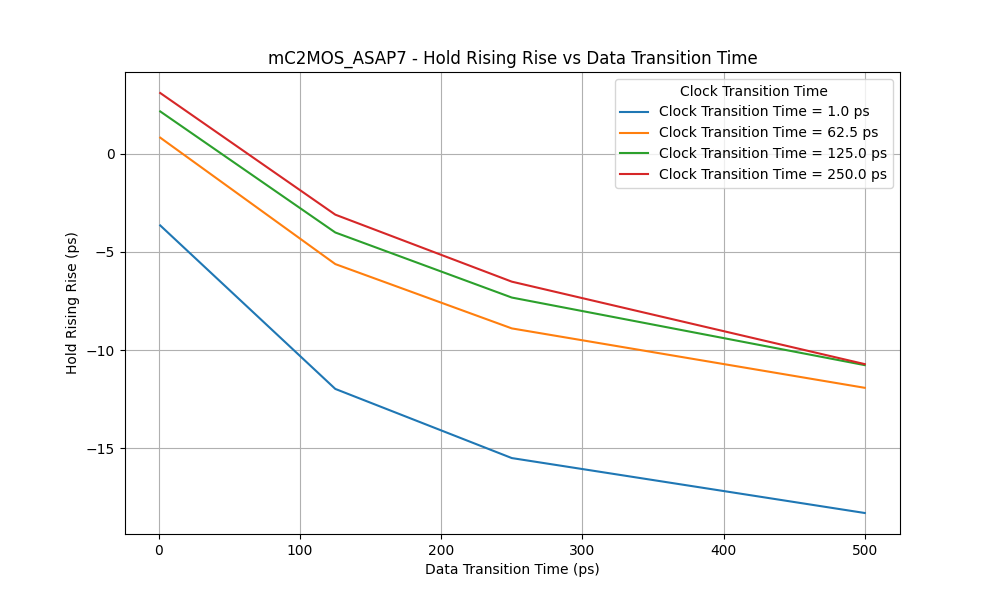 mC2MOS_ASAP7 - Hold Rising Rise vs Data Transition Time
Clock Transition Time
Clock Transition Time = 1.0 ps
Clock Transition Time = 62.5 ps
Clock Transition Time = 125.0 ps
Clock Transition Time = 250.0 ps
Hold Rising Rise (ps)
0
−5
−10
−15
0 100 200 300 400 500
Data Transition Time (ps)